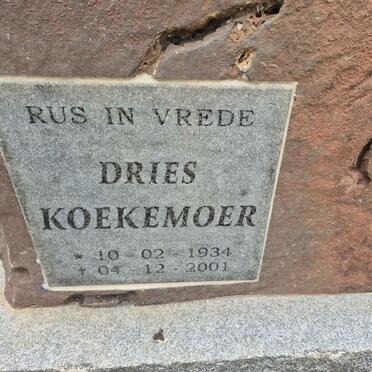 RUS IN VREDE
DRIES
KOEKEMOER
* 10 - 02 - 1934
† 04 - 12 - 2001